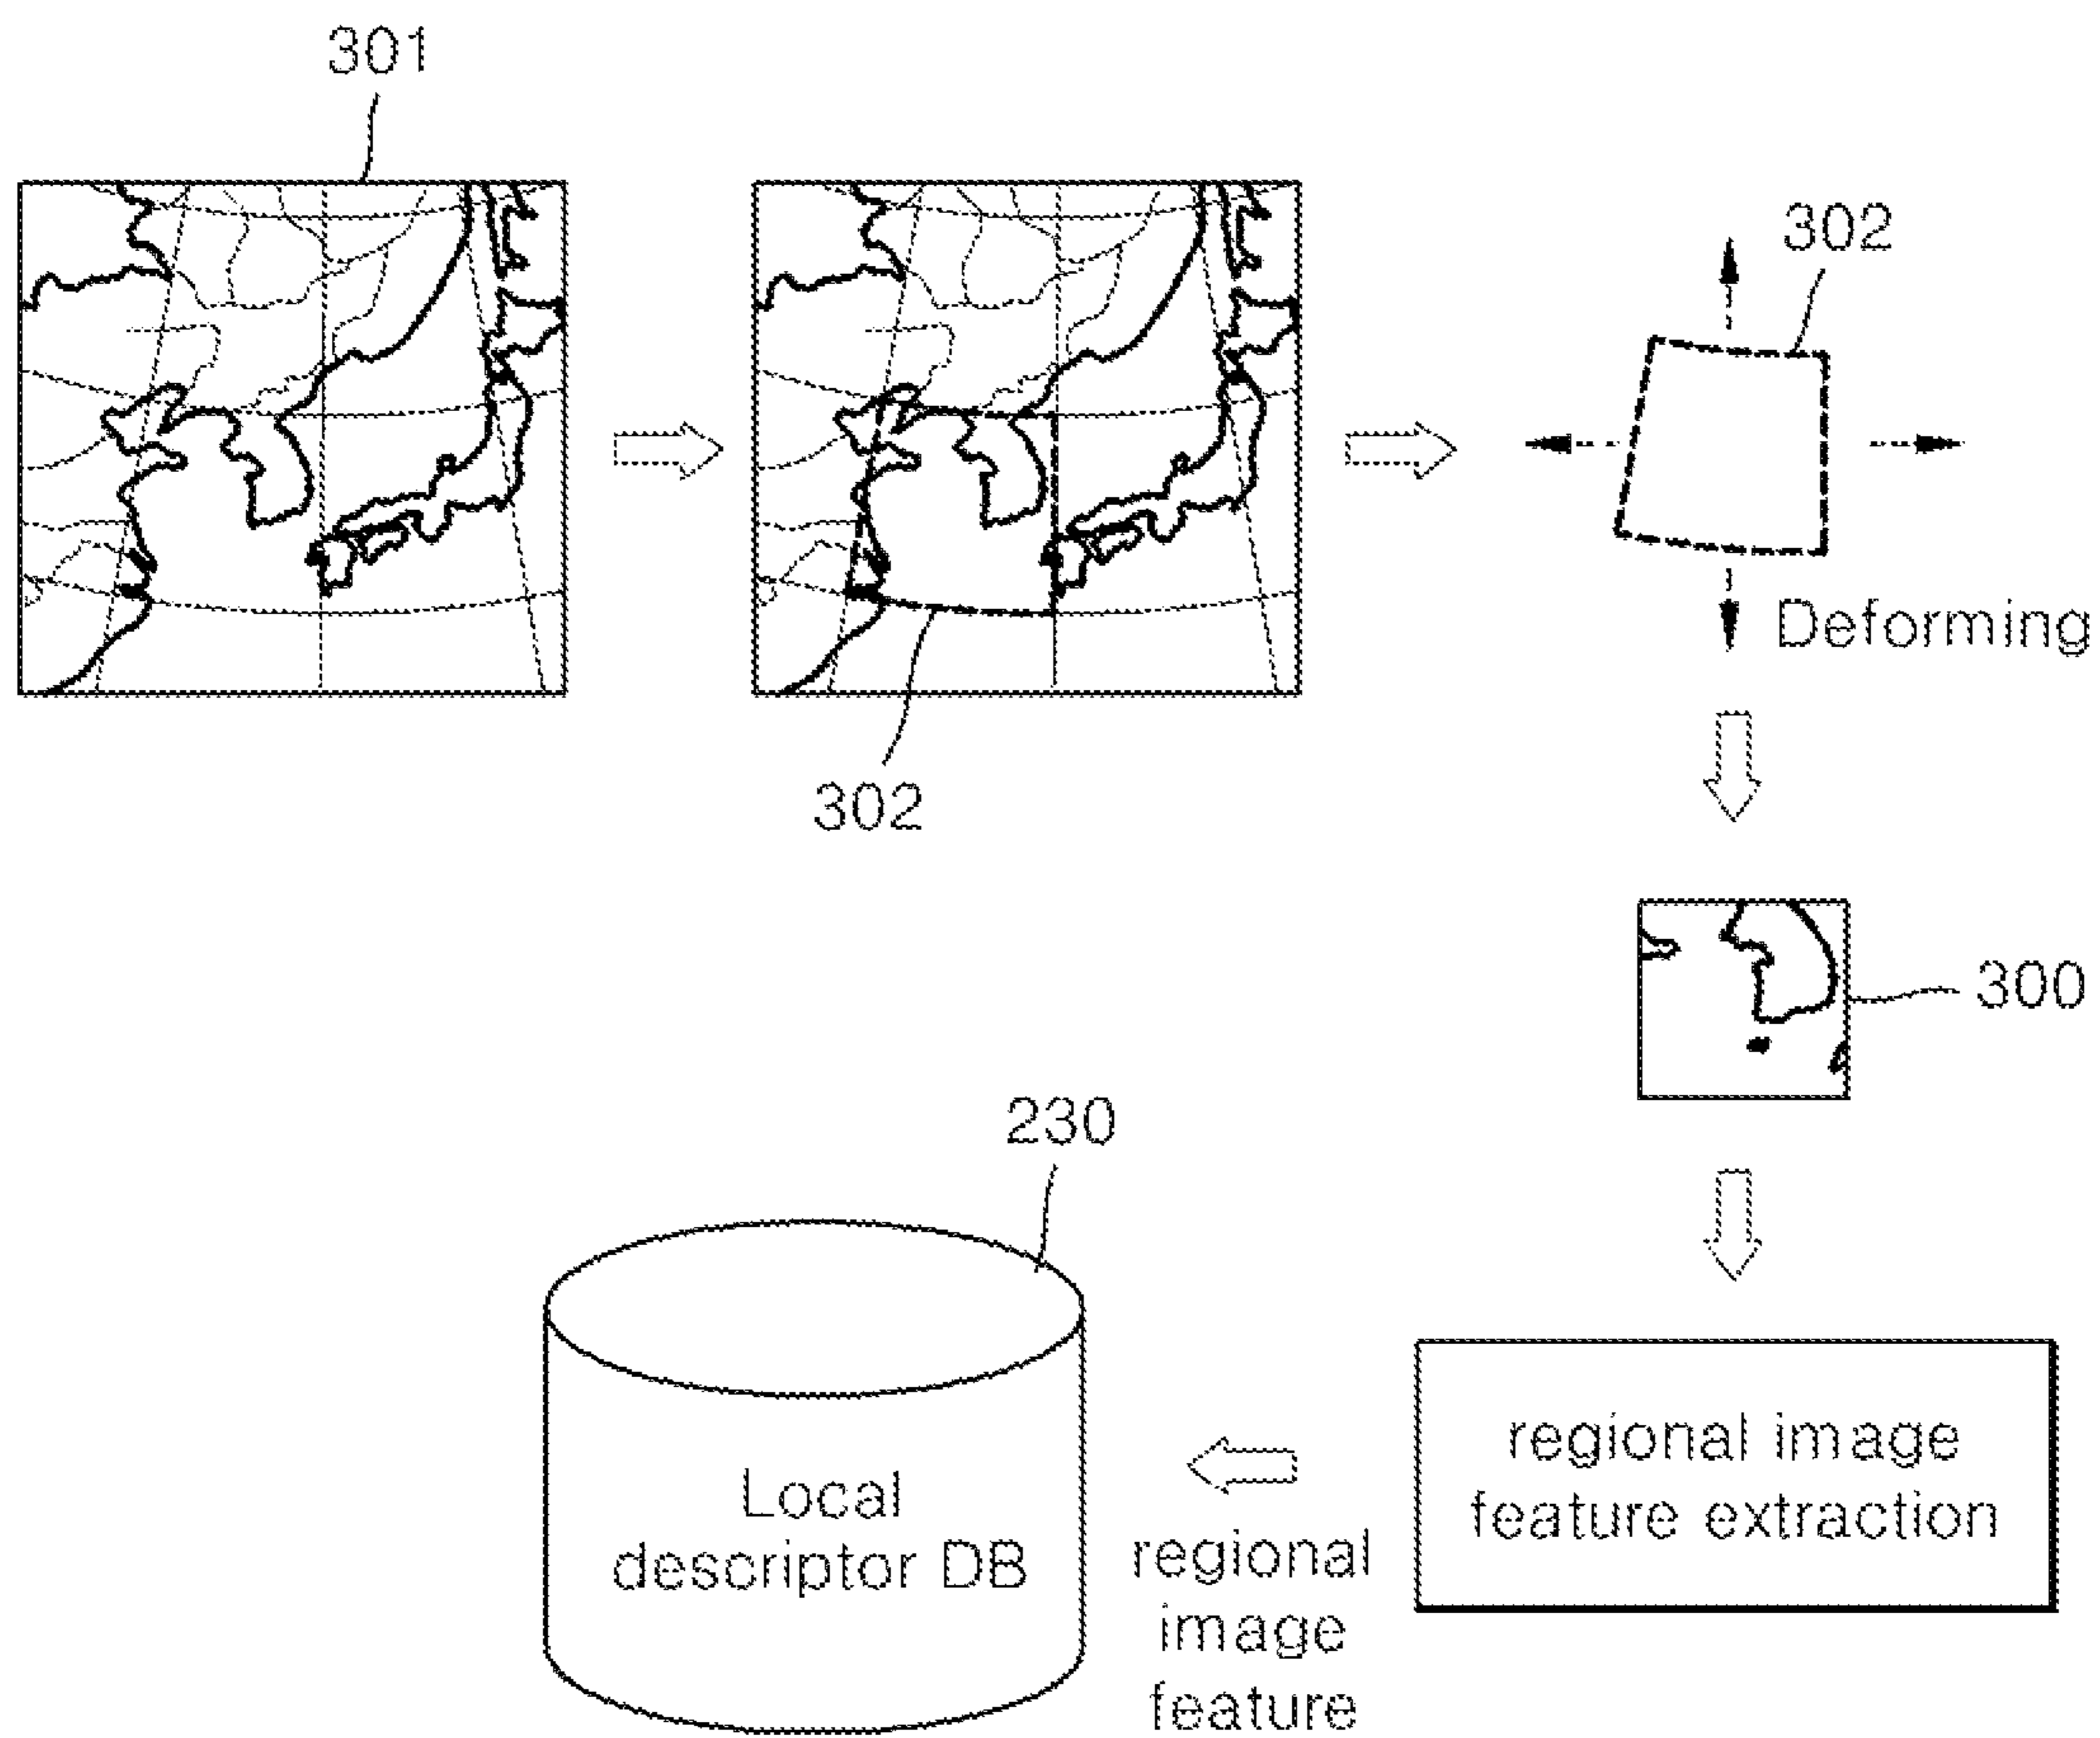 301
302
302
Deforming
300
230
Local
descriptor DB
regional
image
feature
regional image
feature extraction